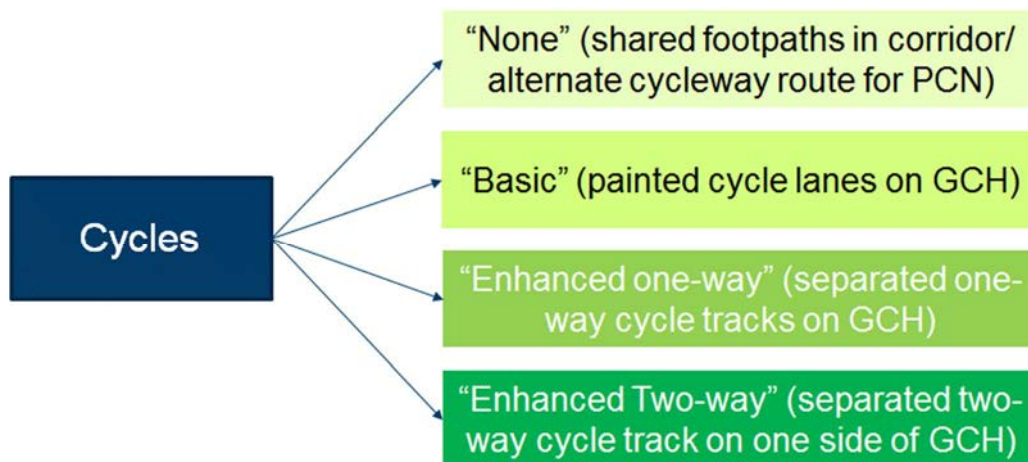 Cycles
“None” (shared footpaths in corridor/
alternate cycleway route for PCN)
“Basic” (painted cycle lanes on GCH)
“Enhanced one-way” (separated one-
way cycle tracks on GCH)
“Enhanced Two-way” (separated two-
way cycle track on one side of GCH)